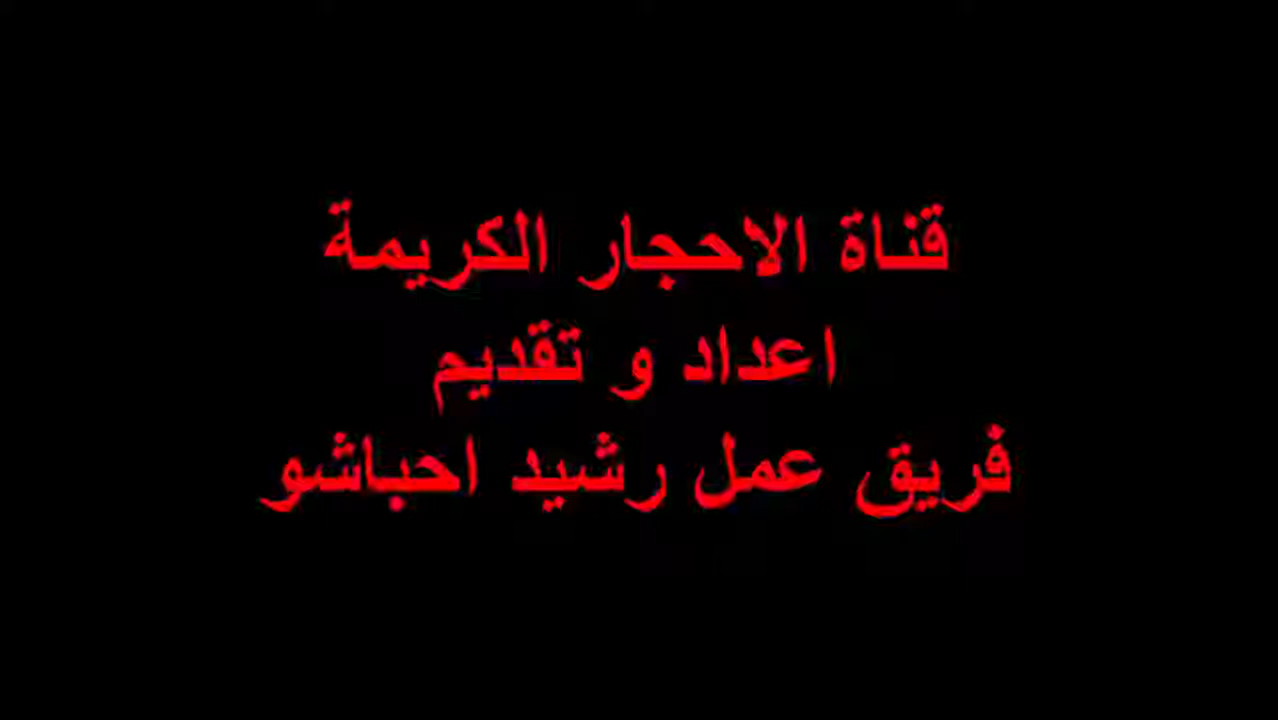 قناة الاحجار الكريمة
اعداد و تقديم
فريق عمل رشيد احباشو